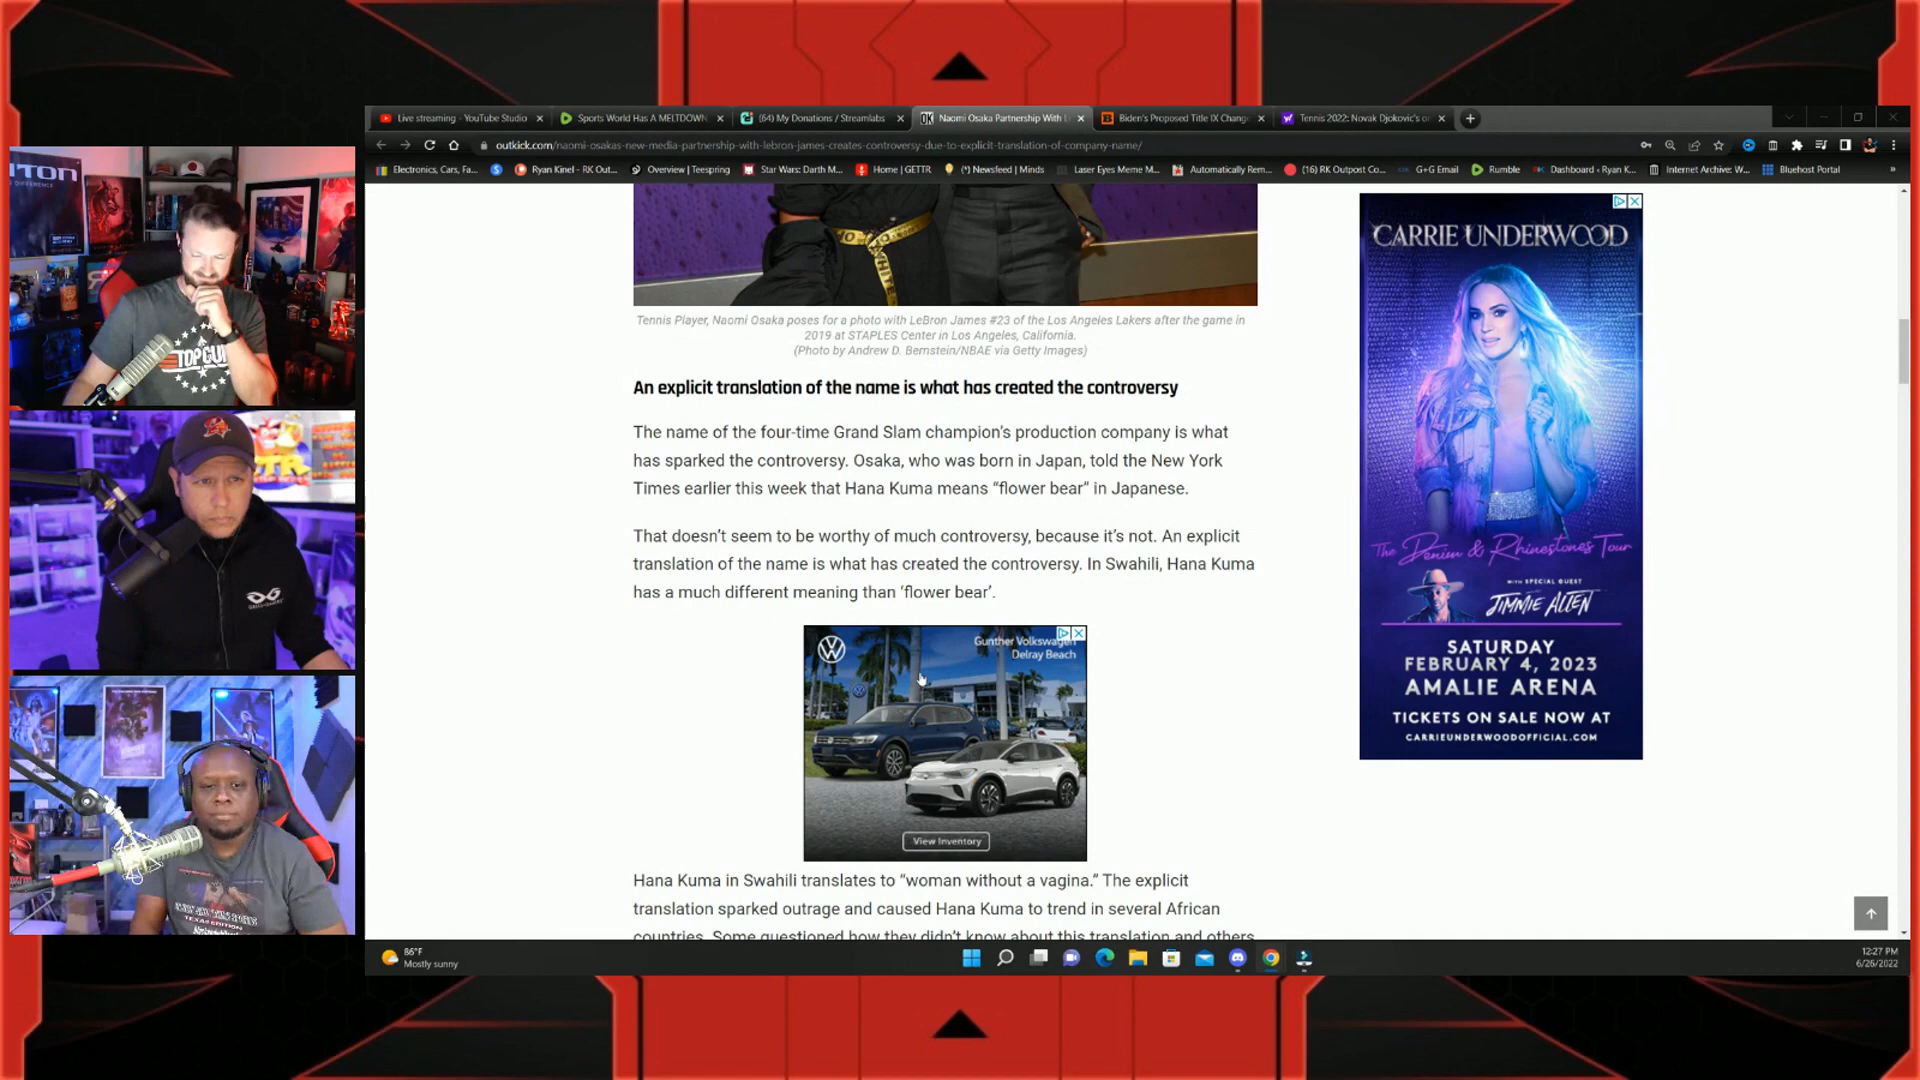 Live streaming - YouTube Studio
Sports World Has A MELTDOWN
(64) My Donations / Streamlabs
Naomi Osaka Partnership With L
Biden's Proposed Title IX Chang
Tennis 2022: Novak Djokovic's o
outkick.com/naomi-osakas-new-media-partnership-with-lebron-james-creates-controversy-due-to-explicit-translation-of-company-name/
Electronics, Cars, Fa...
Ryan Kinel - RK Out...
Overview | Teespring
Star Wars: Darth M...
Home | GETTR
(*) Newsfeed | Minds
Laser Eyes Meme M...
Automatically Rem...
(16) RK Outpost Co...
G+G Email
Rumble
Dashboard ‹ Ryan K...
Internet Archive: W...
Bluehost Portal
»
Tennis Player, Naomi Osaka poses for a photo with LeBron James #23 of the Los Angeles Lakers after the game in
2019 at STAPLES Center in Los Angeles, California.
(Photo by Andrew D. Bernstein/NBAE via Getty Images)
An explicit translation of the name is what has created the controversy
The name of the four-time Grand Slam champion's production company is what
has sparked the controversy. Osaka, who was born in Japan, told the New York
Times earlier this week that Hana Kuma means “flower bear” in Japanese.
That doesn't seem to be worthy of much controversy, because it's not. An explicit
translation of the name is what has created the controversy. In Swahili, Hana Kuma
has a much different meaning than ‘flower bear’.
Gunther Volkswagen
Delray Beach
View Inventory
Hana Kuma in Swahili translates to “woman without a vagina.” The explicit
translation sparked outrage and caused Hana Kuma to trend in several African
countries. Some questioned how they didn't know about this translation and others
CARRIE UNDERWOOD
The Denim & Rhinestones Tour
WITH SPECIAL GUEST
JIMMIE ALLEN
SATURDAY
FEBRUARY 4, 2023
AMALIE ARENA
TICKETS ON SALE NOW AT
CARRIEUNDERWOODOFFICIAL.COM
TOP GUN
86°F
Mostly sunny
12:27 PM
6/26/2022